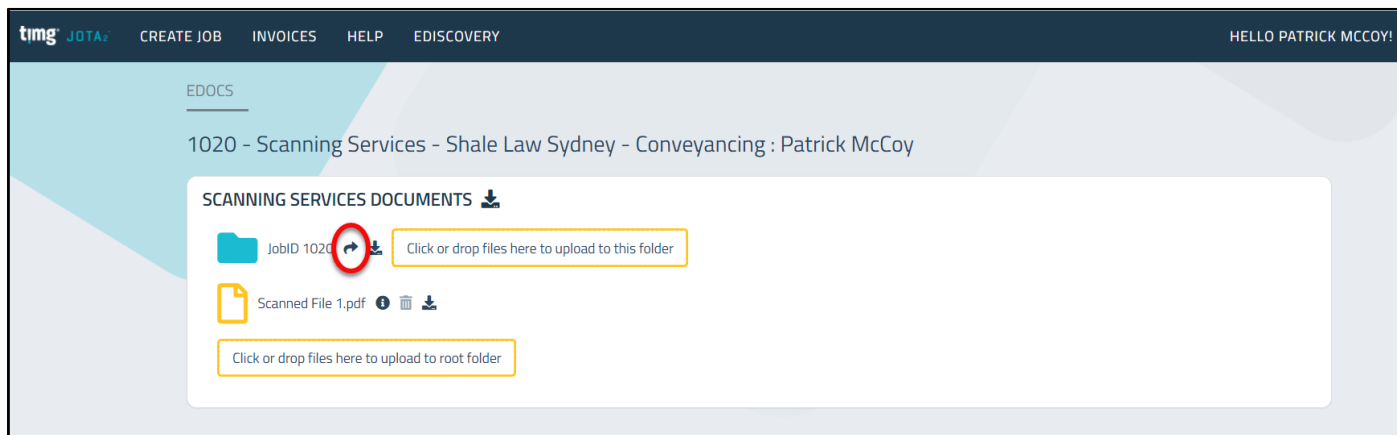 timg JOTA2 CREATE JOB INVOICES HELP EDISCOVERY HELLO PATRICK MCCOY!
EDOCS
1020 - Scanning Services - Shale Law Sydney - Conveyancing : Patrick McCoy
SCANNING SERVICES DOCUMENTS
JobID 1020 Click or drop files here to upload to this folder
Scanned File 1.pdf
Click or drop files here to upload to root folder